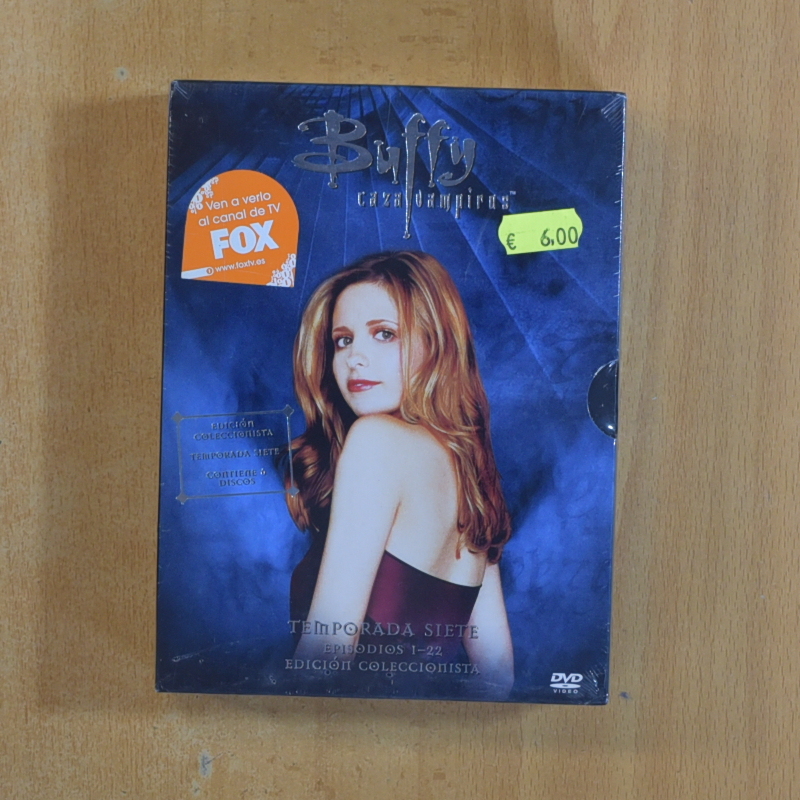 Buffy
cazavampiros™
Ven a verlo
al canal de TV
FOX
www.foxtv.es
€ 6,00
EDICIÓN
COLECCIONISTA
TEMPORADA SIETE
CONTIENE 6
DISCOS
TEMPORADA SIETE
EPISODIOS 1-22
EDICIÓN COLECCIONISTA
DVD
VIDEO